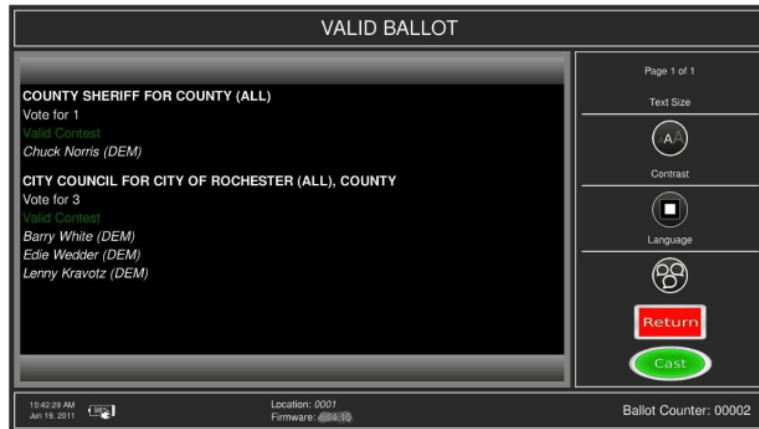 VALID BALLOT
COUNTY SHERIFF FOR COUNTY (ALL)
Vote for 1
Valid Contest
Chuck Norris (DEM)
CITY COUNCIL FOR CITY OF ROCHESTER (ALL), COUNTY
Vote for 3
Valid Contest
Barry White (DEM)
Edie Wedder (DEM)
Lenny Kravotz (DEM)
Page 1 of 1
Text Size
AAA
Contrast
Language
Return
Cast
10:42:29 AM
Jun 19, 2011
Location: 0001
Firmware:
Ballot Counter: 00002